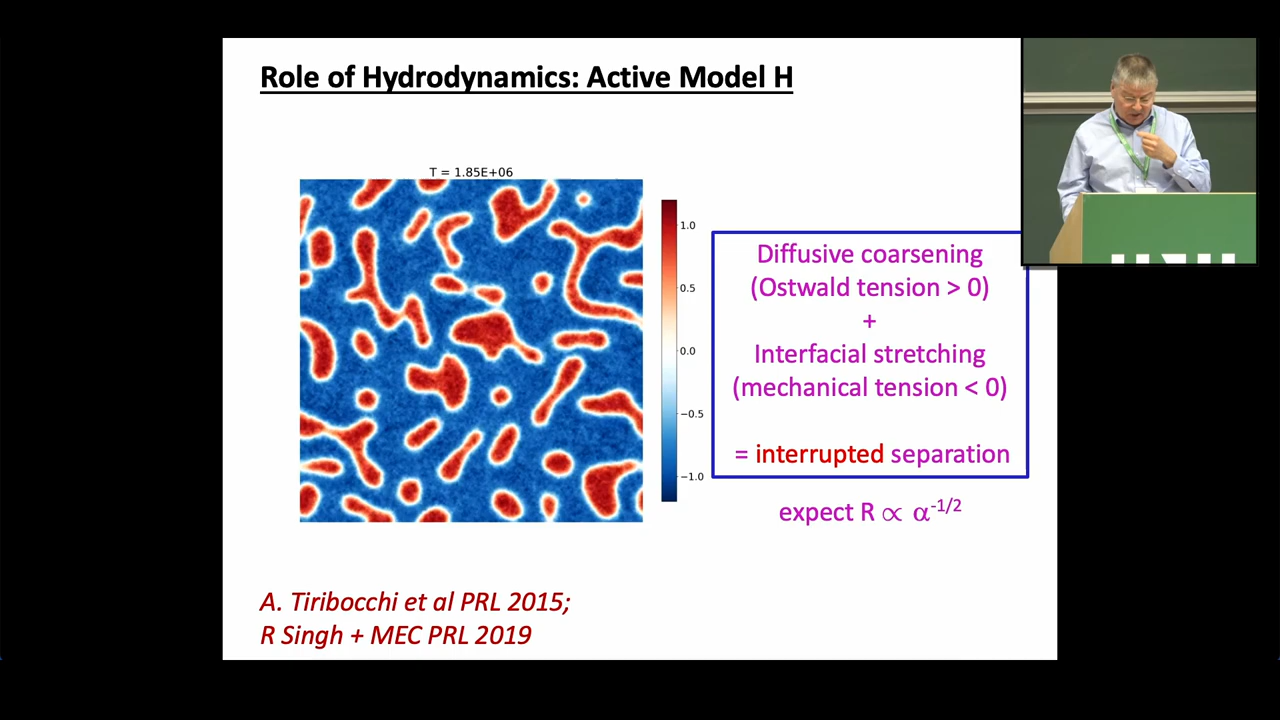 Role of Hydrodynamics: Active Model H
T = 1.85E+06
1.0
0.5
0.0
−0.5
−1.0
Diffusive coarsening
(Ostwald tension > 0)
+
Interfacial stretching
(mechanical tension < 0)
= interrupted separation
expect R ∝ α^-1/2
A. Tiribocchi et al PRL 2015;
R Singh + MEC PRL 2019